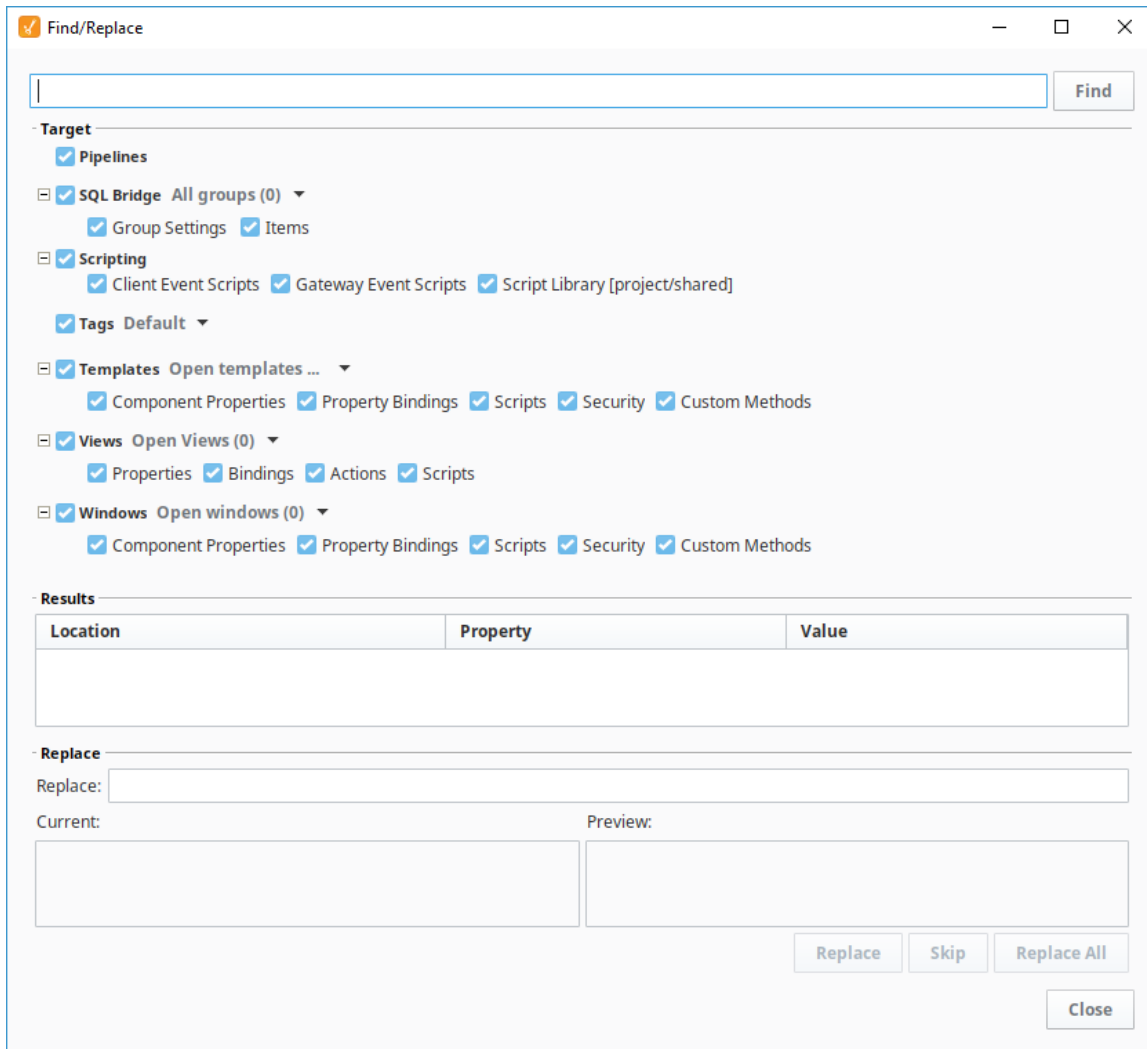 Find/Replace
Find
Target
Pipelines
SQL Bridge All groups (0)
Group Settings Items
Scripting
Client Event Scripts Gateway Event Scripts Script Library [project/shared]
Tags Default
Templates Open templates ...
Component Properties Property Bindings Scripts Security Custom Methods
Views Open Views (0)
Properties Bindings Actions Scripts
Windows Open windows (0)
Component Properties Property Bindings Scripts Security Custom Methods
Results
Location Property Value
Replace
Replace:
Current: Preview:
Replace Skip Replace All
Close